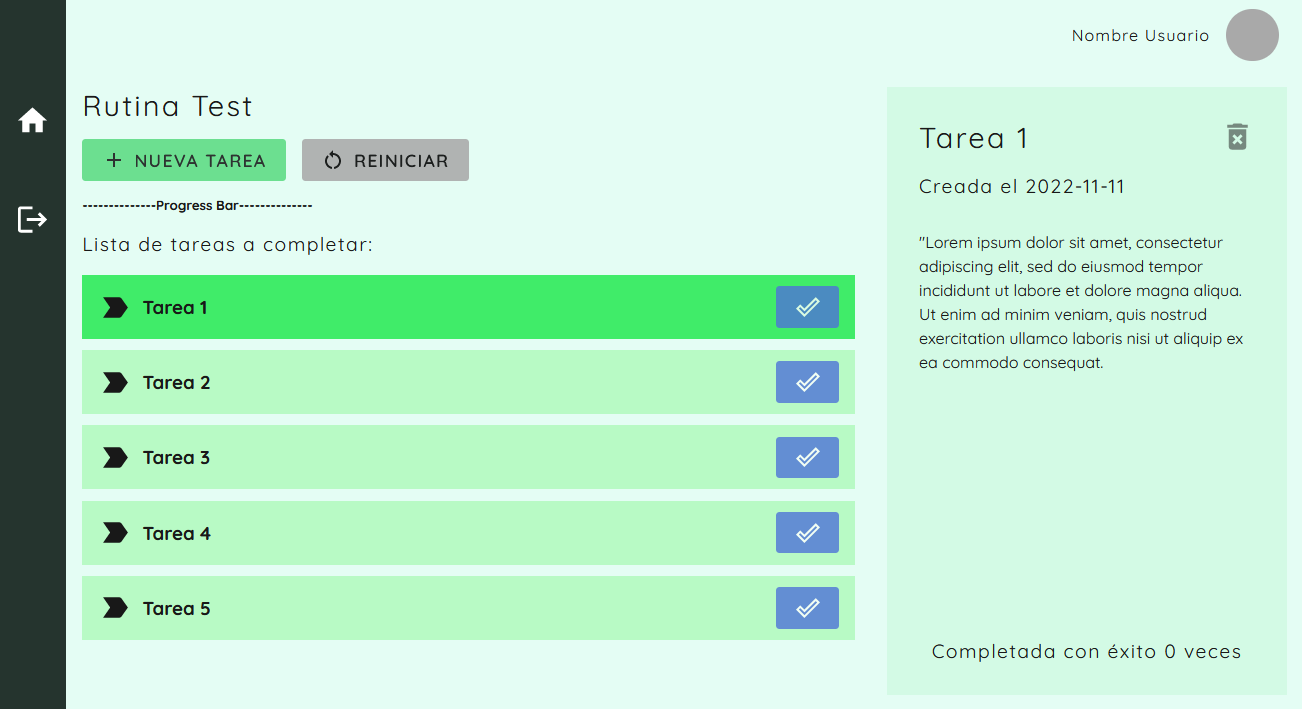 Nombre Usuario
Rutina Test
NUEVA TAREA
REINICIAR
--------------Progress Bar--------------
Lista de tareas a completar:
Tarea 1
Tarea 2
Tarea 3
Tarea 4
Tarea 5
Tarea 1
Creada el 2022-11-11
"Lorem ipsum dolor sit amet, consectetur
adipiscing elit, sed do eiusmod tempor
incididunt ut labore et dolore magna aliqua.
Ut enim ad minim veniam, quis nostrud
exercitation ullamco laboris nisi ut aliquip ex
ea commodo consequat.
Completada con éxito 0 veces